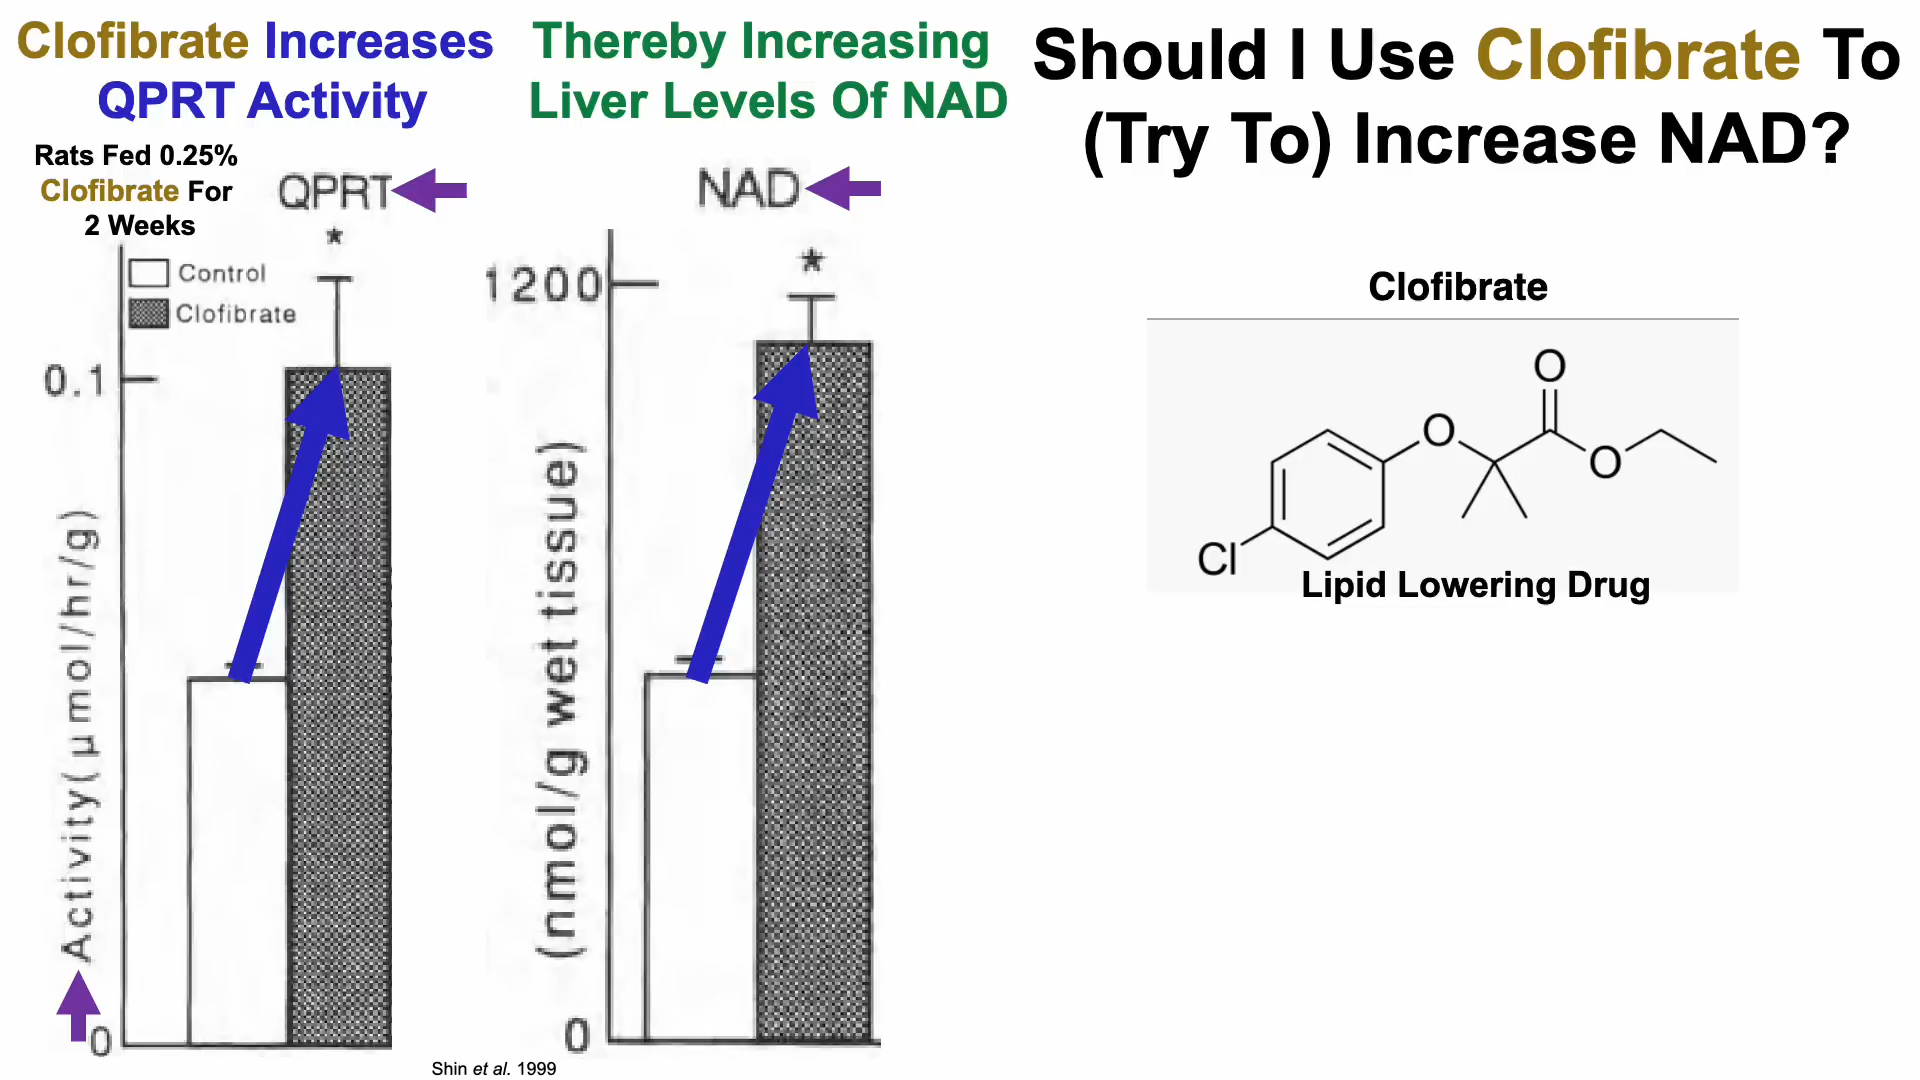 Clofibrate Increases
QPRT Activity
Thereby Increasing
Liver Levels Of NAD
Should I Use Clofibrate To
(Try To) Increase NAD?
Rats Fed 0.25%
Clofibrate For
2 Weeks
QPRT
*
Control
Clofibrate
0.1
Activity(μmol/hr/g)
0
NAD
*
1200
(nmol/g wet tissue)
0
Shin et al. 1999
Clofibrate
O
O
O
Cl
Lipid Lowering Drug